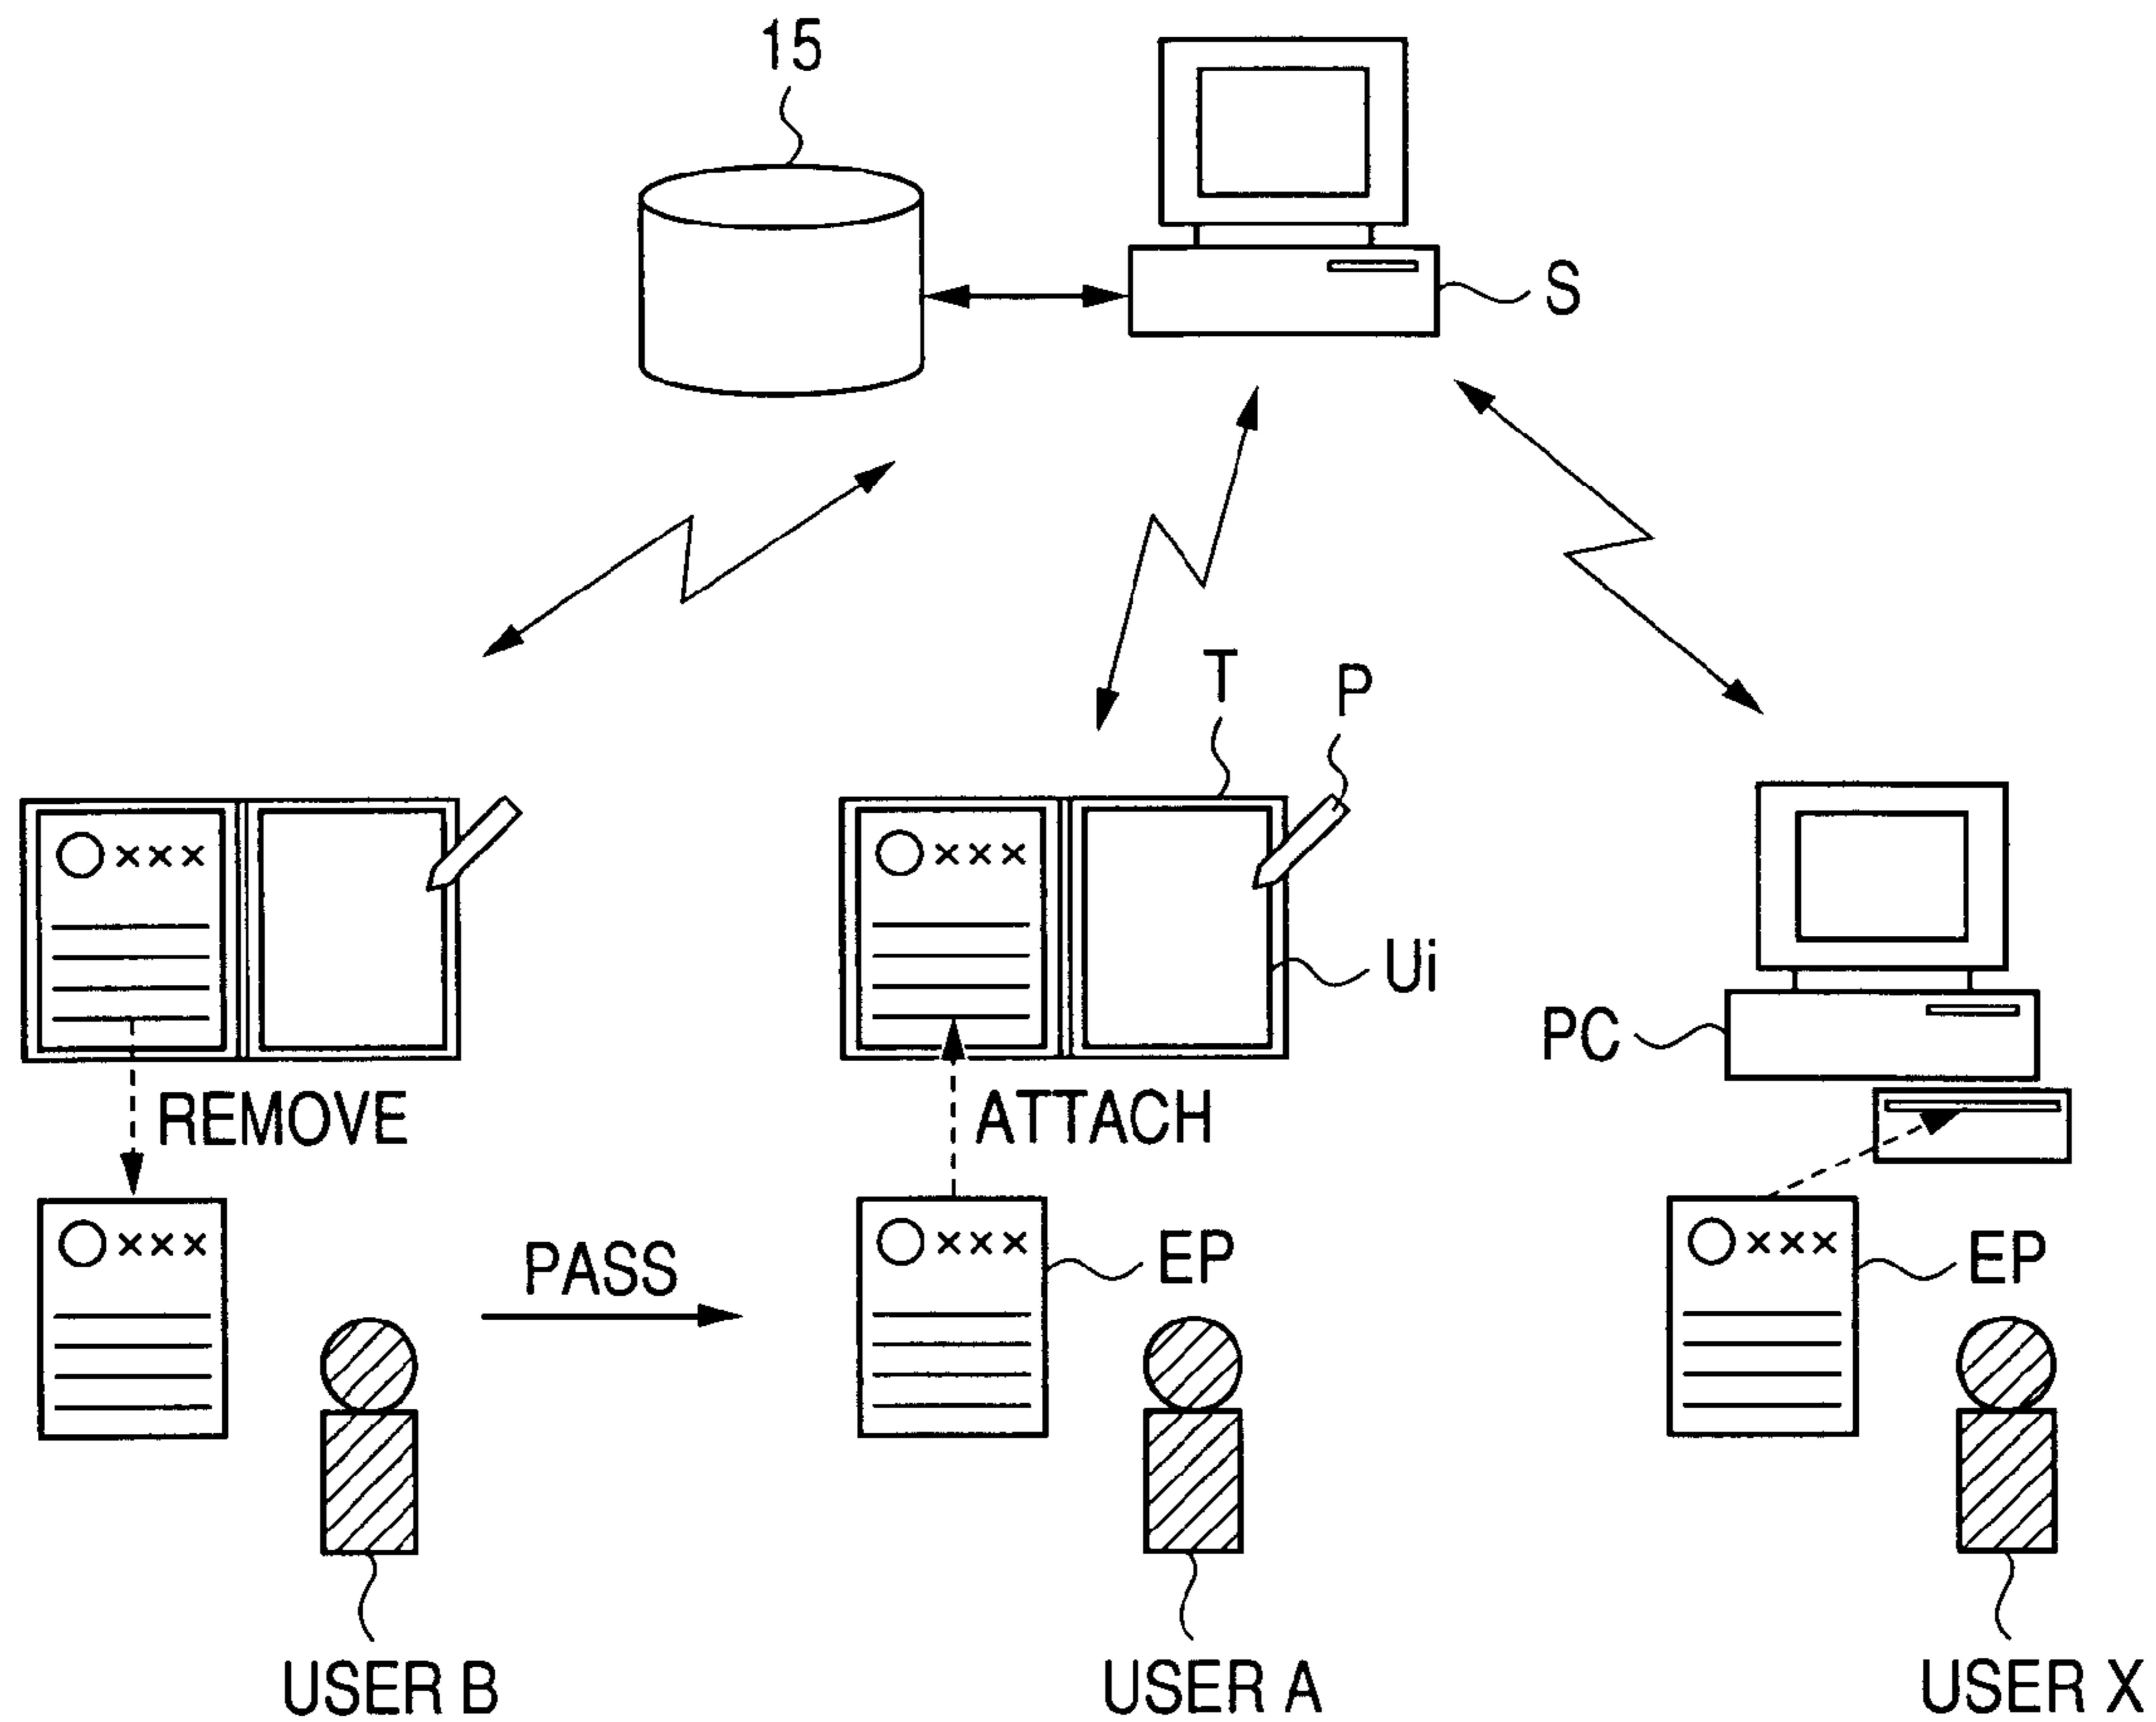 15
S
T
P
○×××
○×××
Ui
PC
REMOVE
ATTACH
○×××
PASS
○×××
EP
○×××
EP
USER B
USER A
USER X